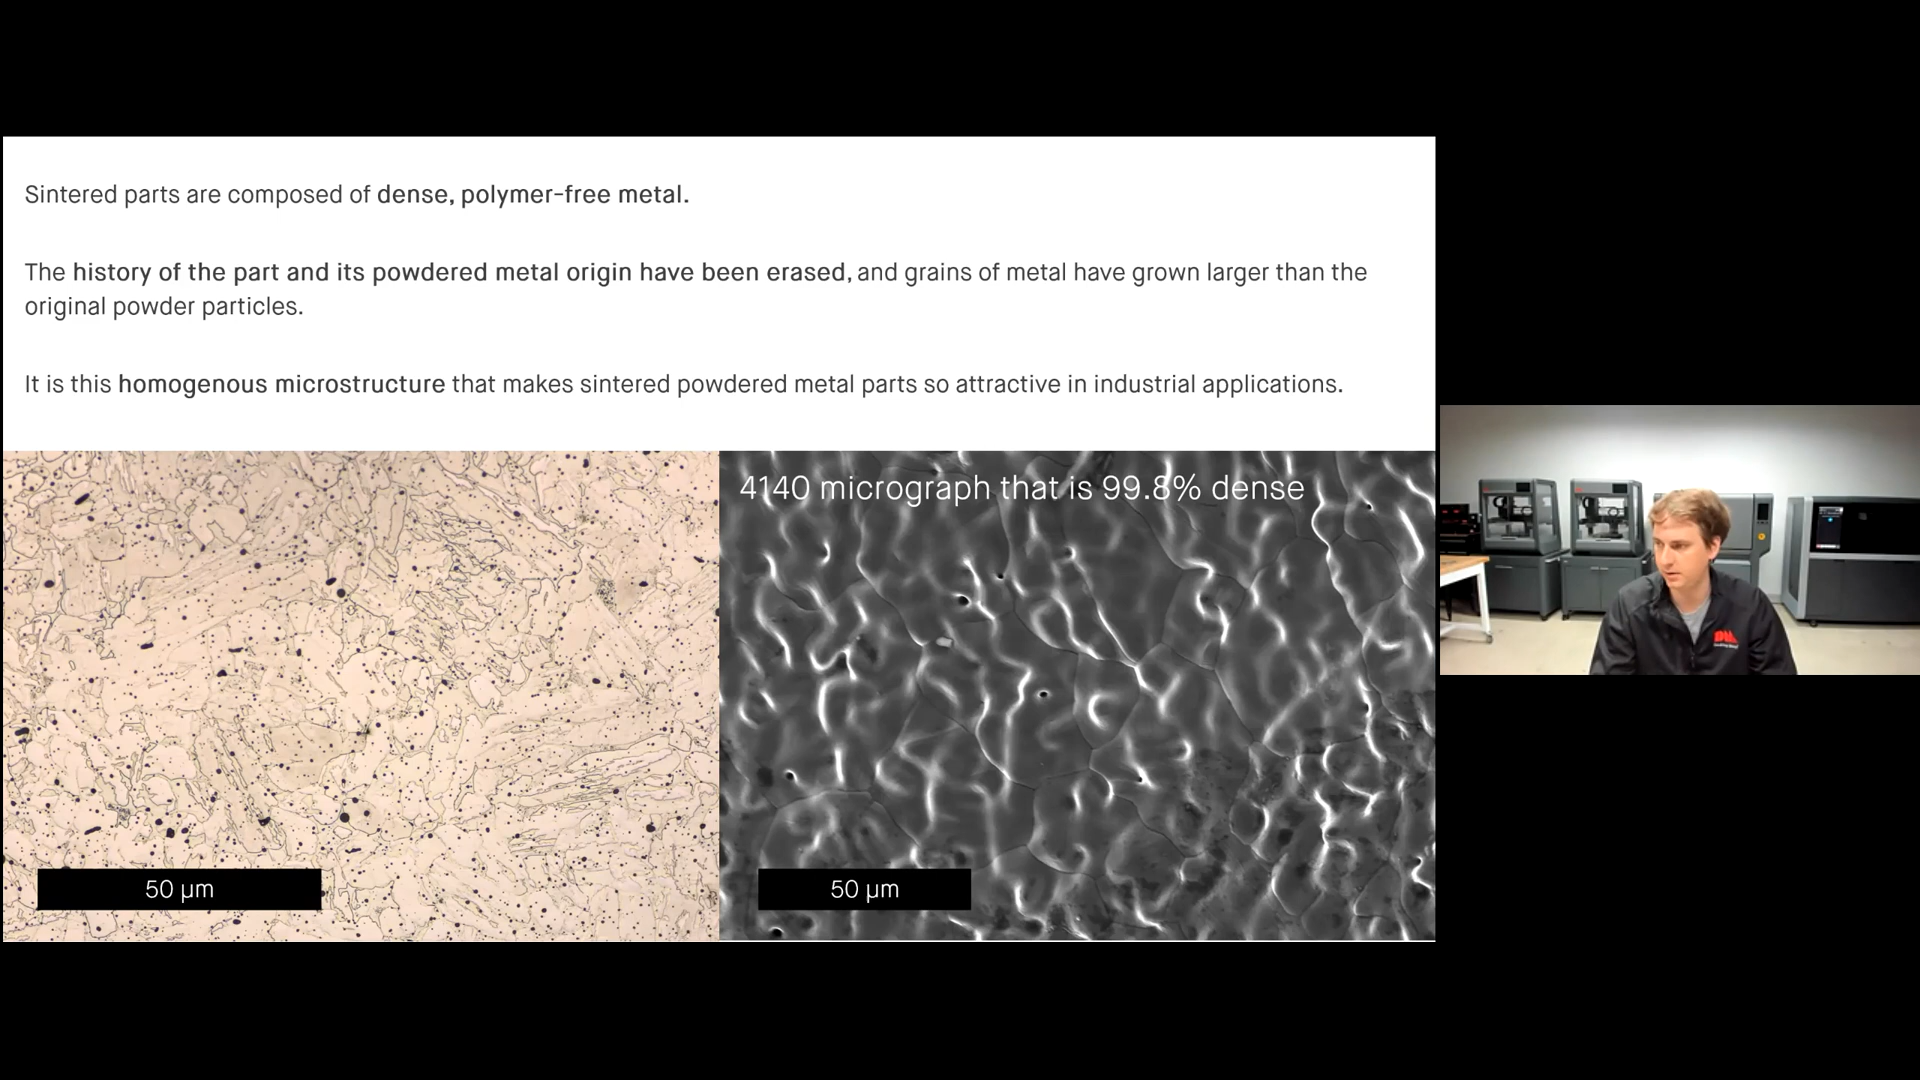 Sintered parts are composed of dense, polymer-free metal.
The history of the part and its powdered metal origin have been erased, and grains of metal have grown larger than the
original powder particles.
It is this homogenous microstructure that makes sintered powdered metal parts so attractive in industrial applications.
4140 micrograph that is 99.8% dense
50 µm
50 µm
DM